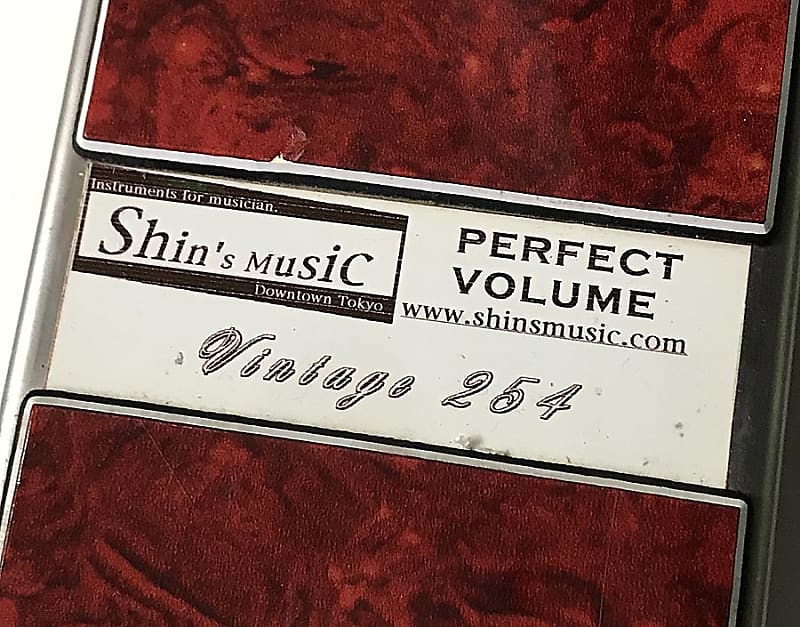 Instruments for musician.
Shin's Music
Downtown Tokyo
PERFECT
VOLUME
www.shinsmusic.com
Vintage 254